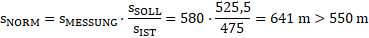 s_NORM = s_MESSUNG · s_SOLL / s_IST = 580 · 525,5 / 475 = 641 m > 550 m